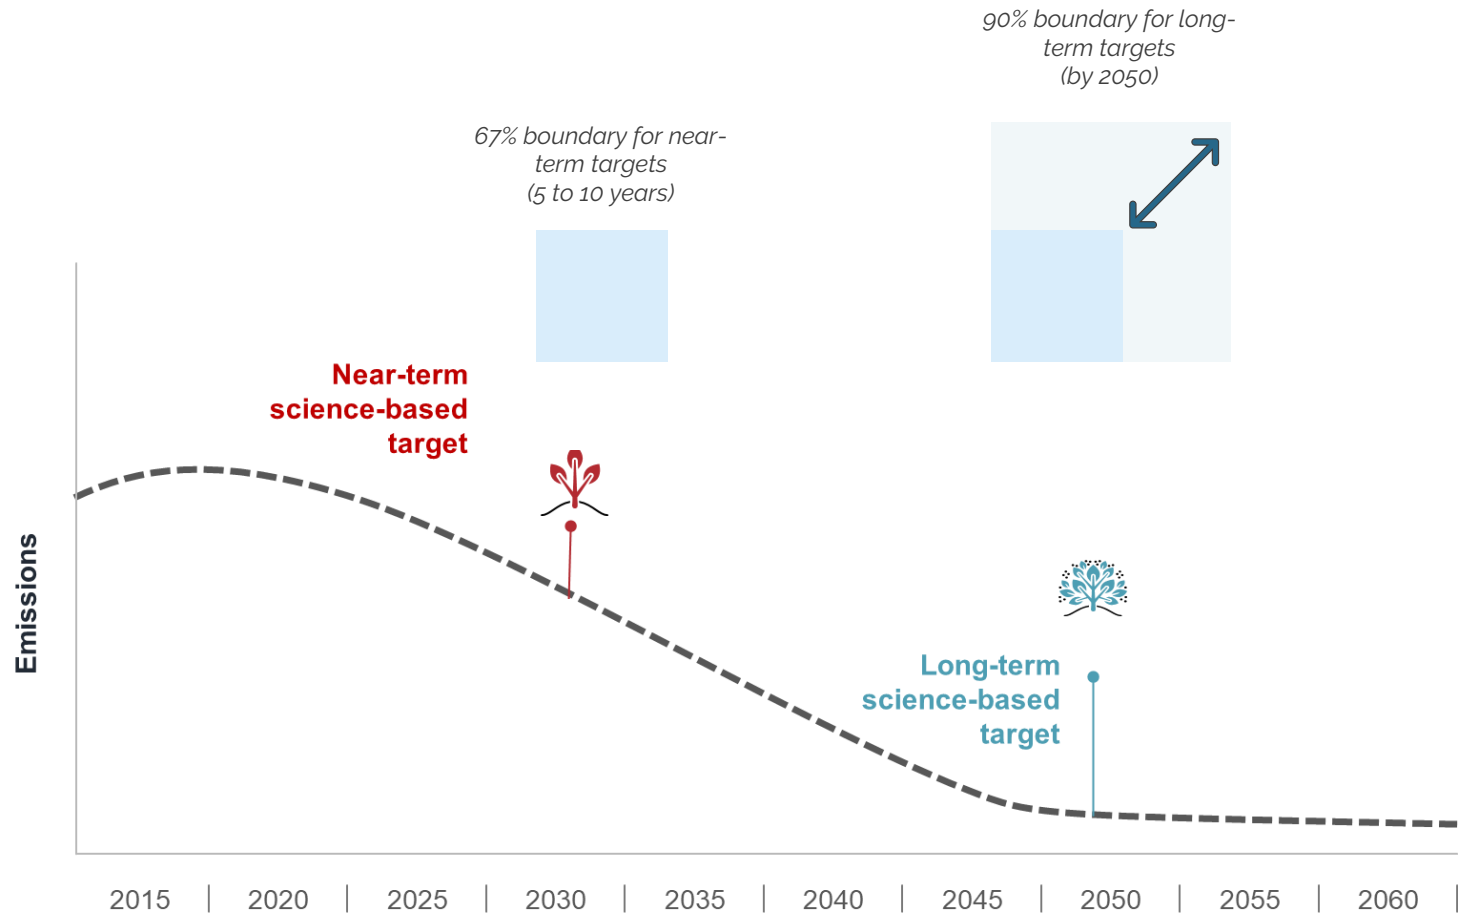 90% boundary for long-
term targets
(by 2050)
67% boundary for near-
term targets
(5 to 10 years)
Near-term
science-based
target
Emissions
Long-term
science-based
target
2015 | 2020 | 2025 | 2030 | 2035 | 2040 | 2045 | 2050 | 2055 | 2060 |